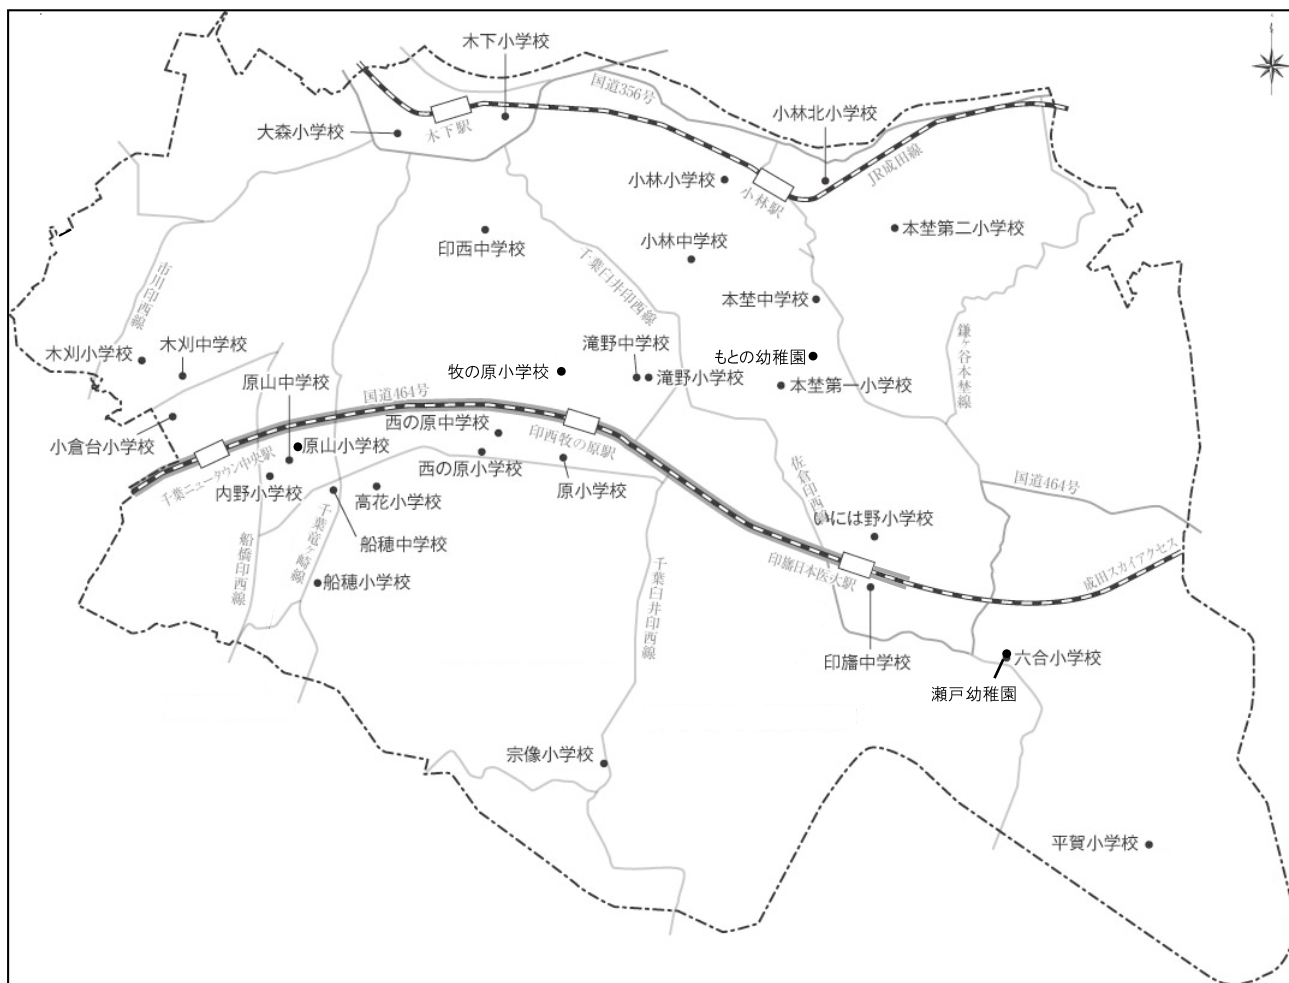 木下小学校
国道356号
大森小学校
木下駅
小林北小学校
JR成田線
小林小学校
小林駅
印西中学校
小林中学校
本埜第二小学校
千葉臼井印西線
市川印西線
本埜中学校
木刈小学校
木刈中学校
滝野中学校
もとの幼稚園
鎌ヶ谷本埜線
原山中学校
牧の原小学校
滝野小学校
本埜第一小学校
国道464号
小倉台小学校
西の原中学校
印西牧の原駅
原山小学校
千葉ニュータウン中央駅
西の原小学校
原小学校
佐倉印西線
国道464号
内野小学校
高花小学校
いには野小学校
船橋印西線
千葉竜ヶ崎線
船穂中学校
千葉臼井印西線
印旛日本医大駅
成田スカイアクセス
船穂小学校
印旛中学校
六合小学校
瀬戸幼稚園
宗像小学校
平賀小学校